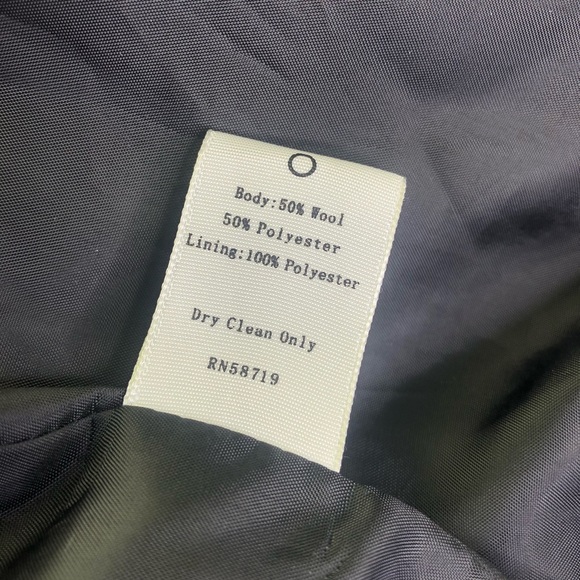 Body:50% Wool
50% Polyester
Lining:100% Polyester
Dry Clean Only
RN58719